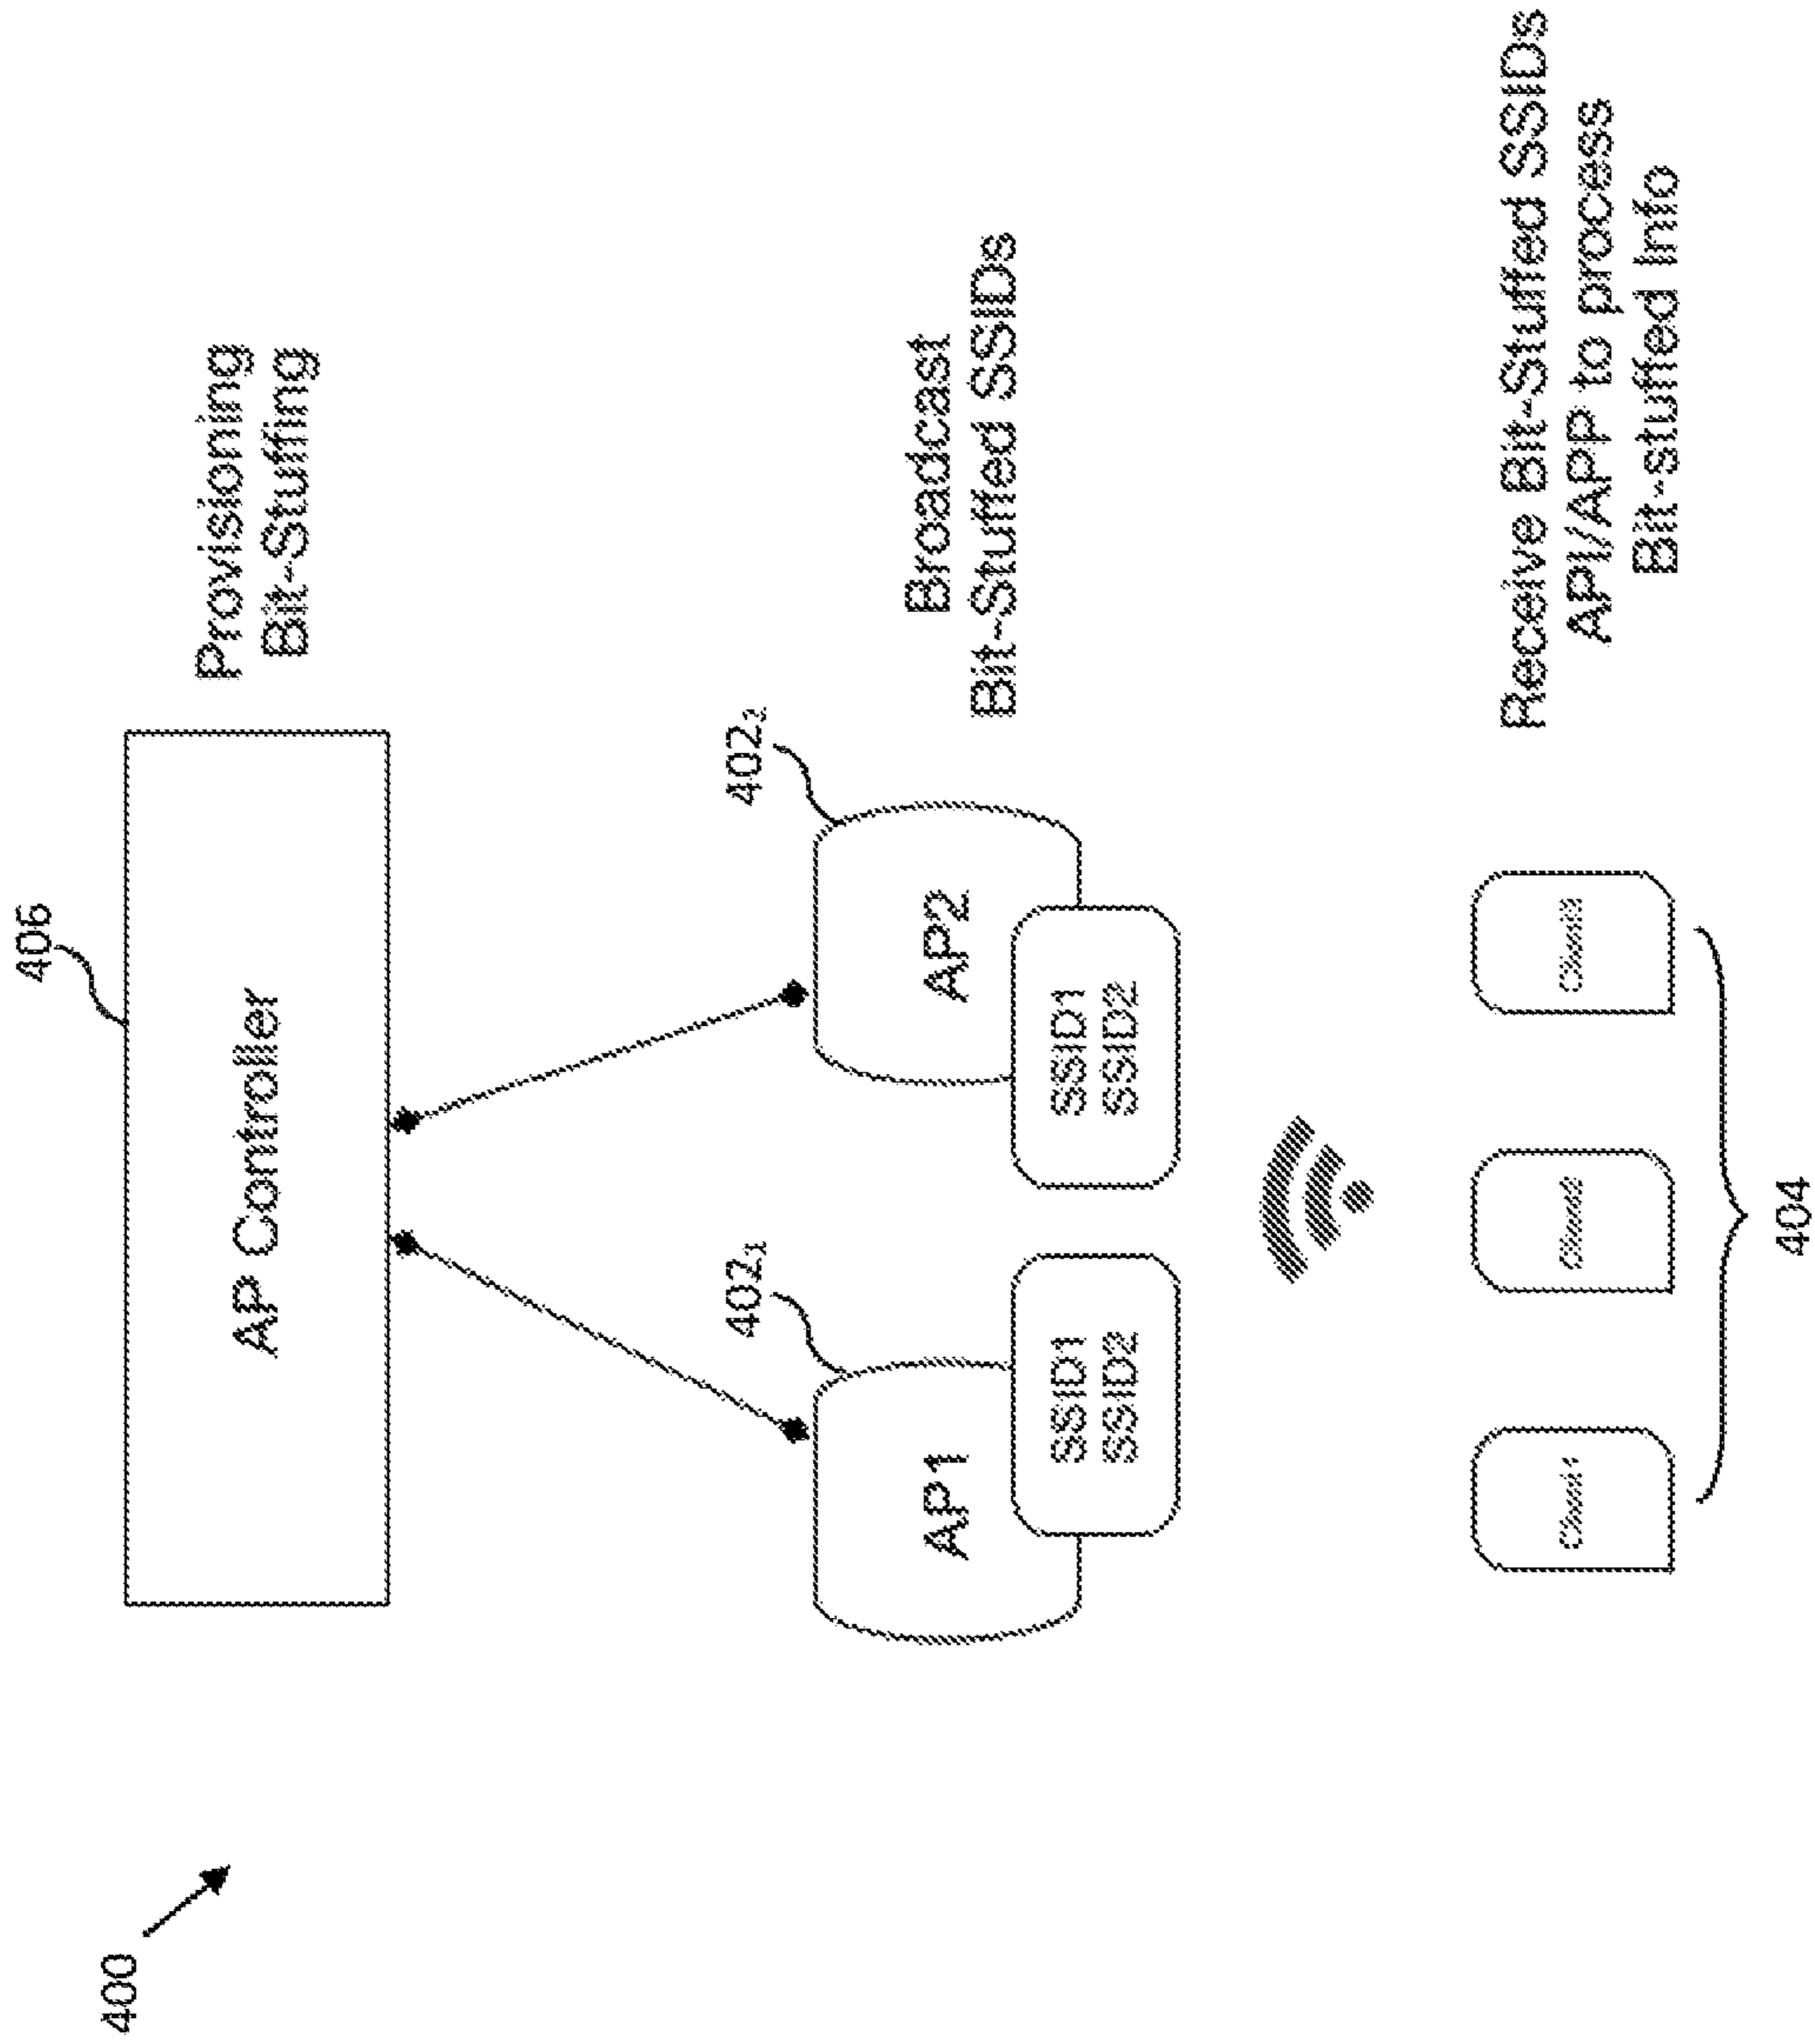 400
406
AP Controller
Provisioning
Bit-Stuffing
402₁
402₂
AP1
AP2
SSID1
SSID2
SSID1
SSID2
Broadcast
Bit-Stuffed SSIDs
Client1
Receive Bit-Stuffed SSIDs
API/APP to process
Bit-stuffed Info
404